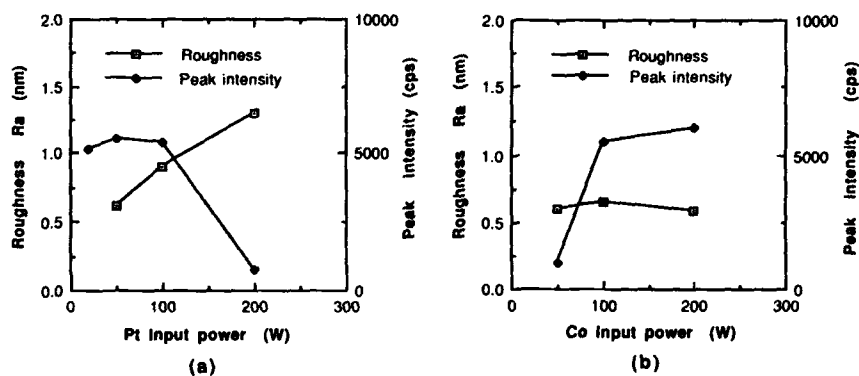 2.0
1.5
1.0
0.5
0.0
Roughness Ra (nm)
Roughness
Peak intensity
10000
5000
0
Peak intensity (cps)
0 100 200 300
Pt input power (W)
(a)
2.0
1.5
1.0
0.5
0.0
Roughness Ra (nm)
Roughness
Peak intensity
10000
5000
0
Peak intensity (cps)
0 100 200 300
Co input power (W)
(b)